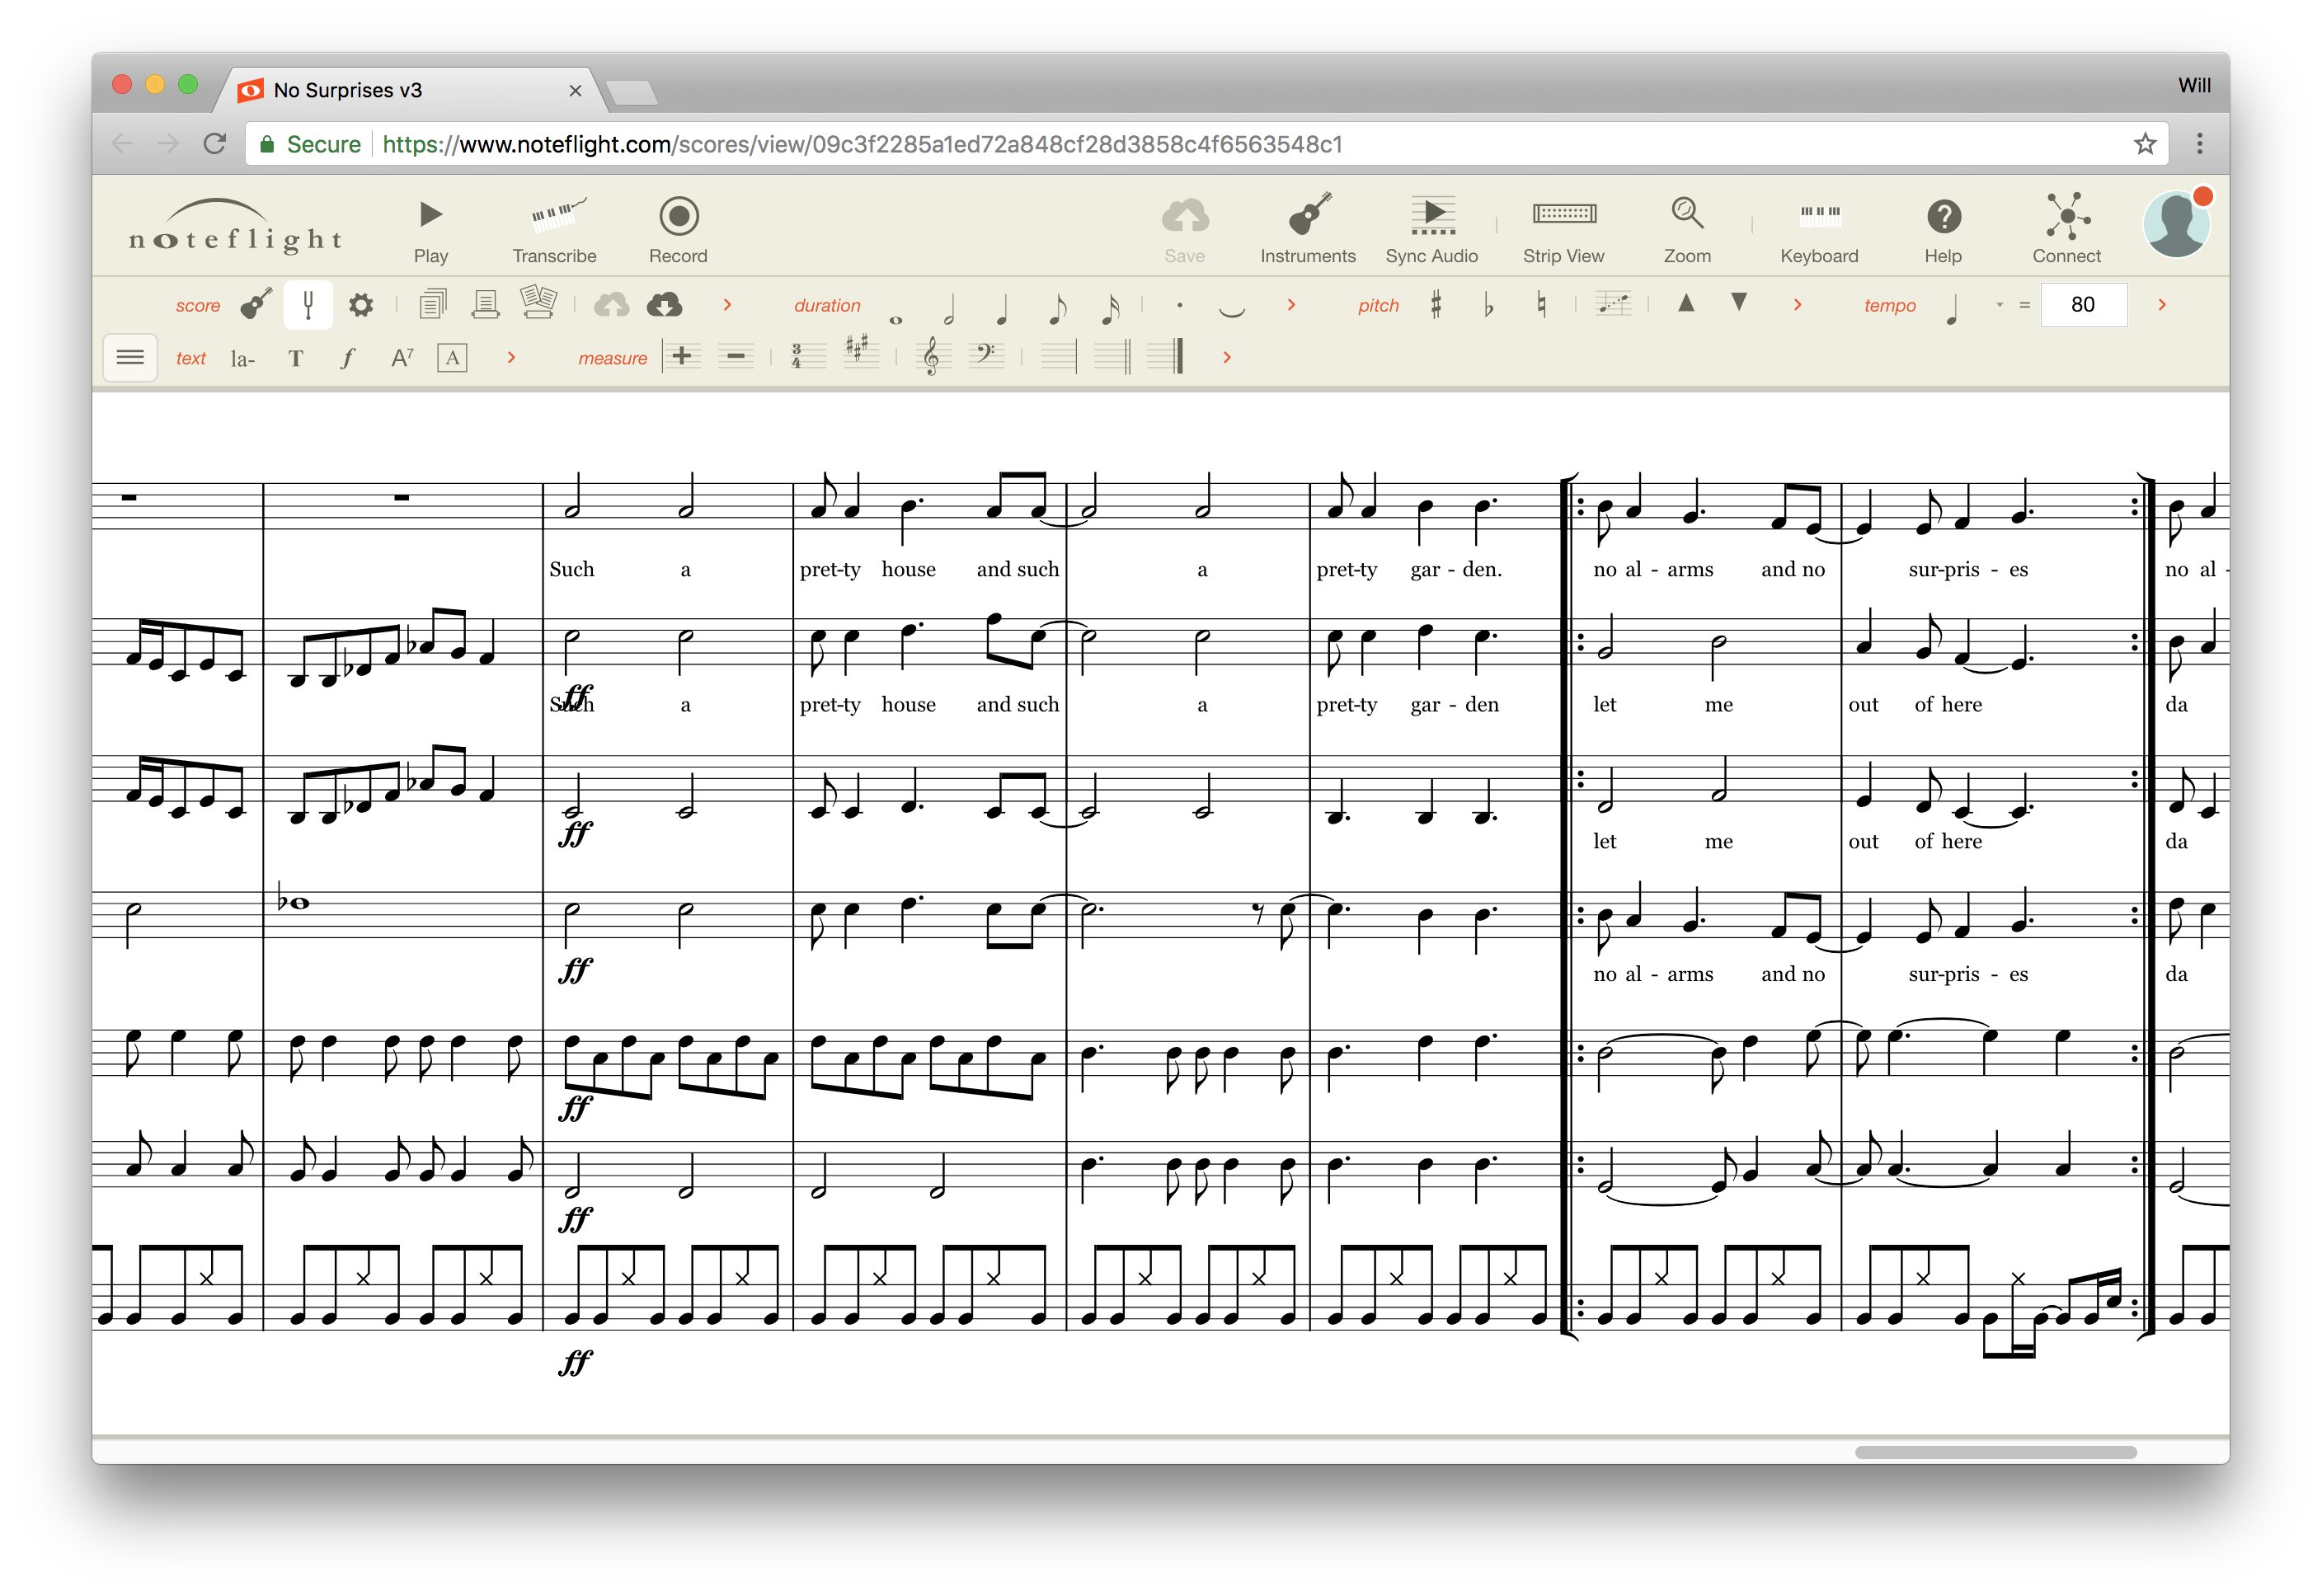 No Surprises v3
Will
Secure https://www.noteflight.com/scores/view/09c3f2285a1ed72a848cf28d3858c4f6563548c1
noteflight Play Transcribe Record Save Instruments Sync Audio Strip View Zoom Keyboard Help Connect
score duration pitch tempo = 80
text la- T f A7 A measure 3 4
Such a pret-ty house and such a pret-ty gar - den. no al - arms and no sur-pris - es no al -
ff
Such a pret-ty house and such a pret-ty gar - den let me out of here da
ff
let me out of here da
ff
no al - arms and no sur-pris - es da
ff
ff
ff